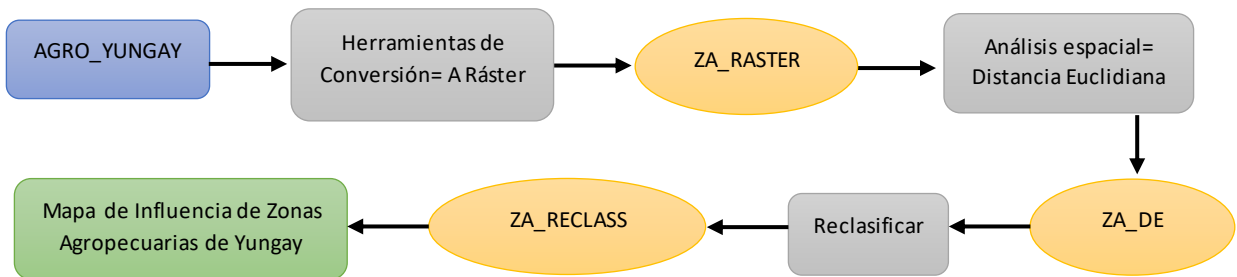 AGRO_YUNGAY
Herramientas de
Conversión= A Ráster
ZA_RASTER
Análisis espacial=
Distancia Euclidiana
ZA_DE
Reclasificar
ZA_RECLASS
Mapa de Influencia de Zonas
Agropecuarias de Yungay